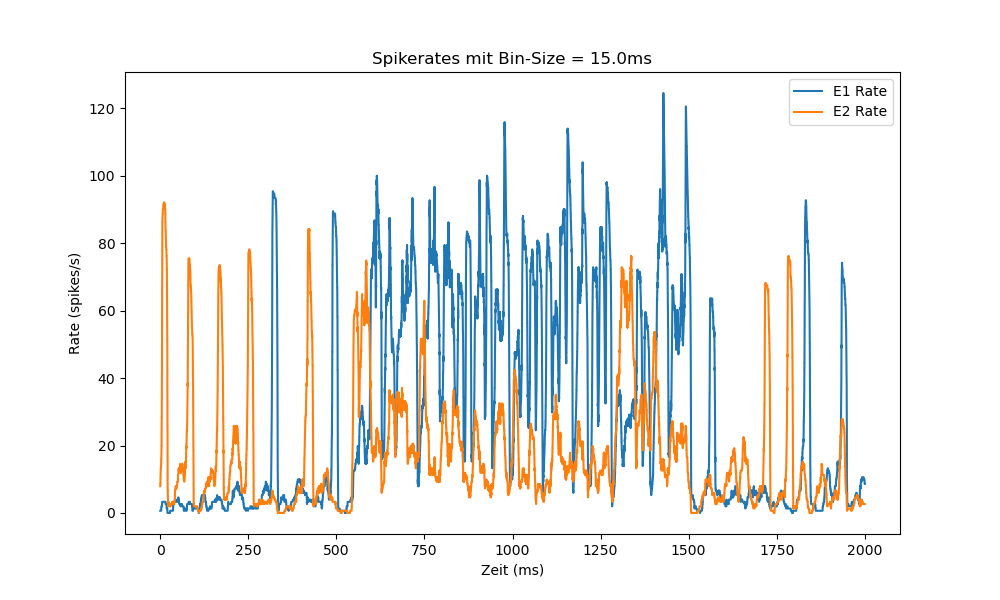 Spikerates mit Bin-Size = 15.0ms
E1 Rate
E2 Rate
Rate (spikes/s)
120
100
80
60
40
20
0
0 250 500 750 1000 1250 1500 1750 2000
Zeit (ms)